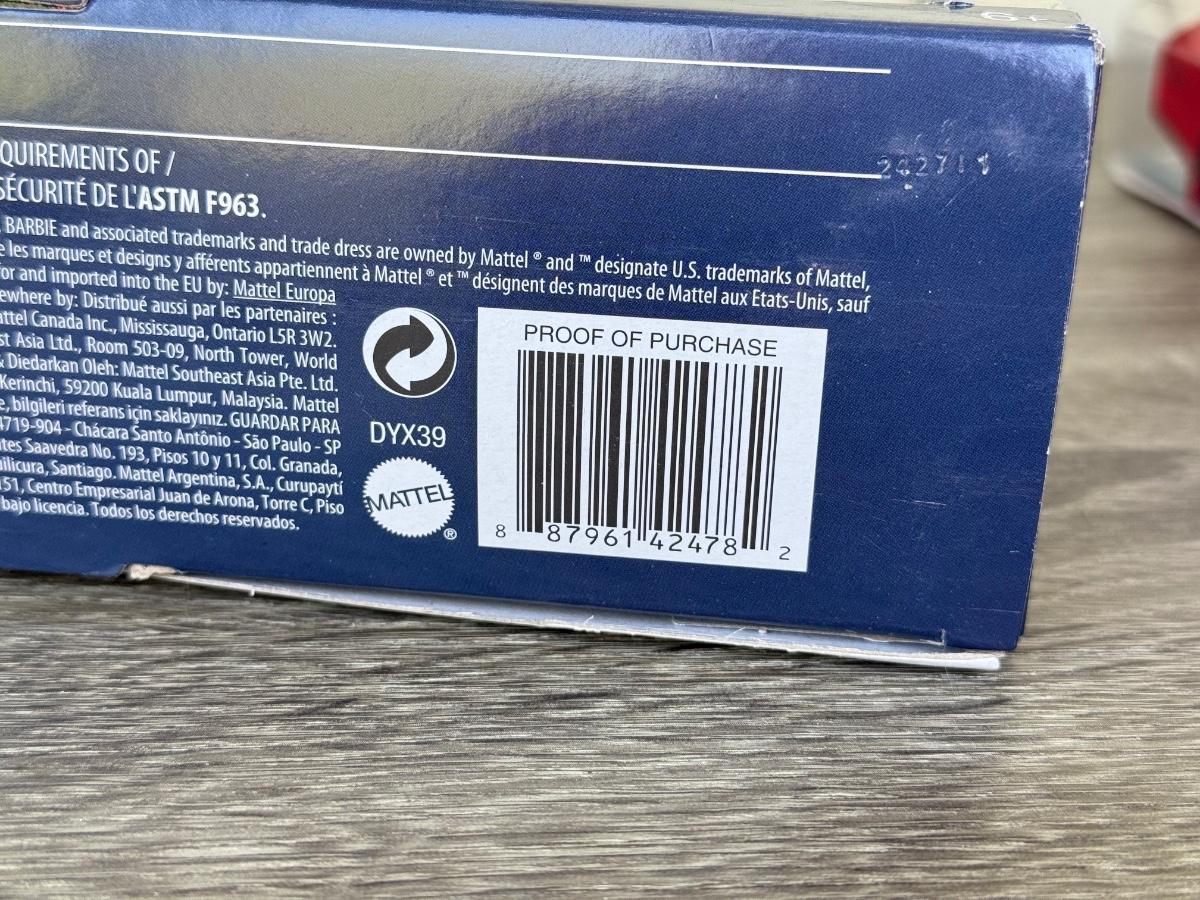 QUIREMENTS OF /
SÉCURITÉ DE L'ASTM F963.
BARBIE and associated trademarks and trade dress are owned by Mattel ® and ™ designate U.S. trademarks of Mattel,
e les marques et designs y afférents appartiennent à Mattel ® et ™ désignent des marques de Mattel aux Etats-Unis, sauf
for and imported into the EU by: Mattel Europa
ewhere by: Distribué aussi par les partenaires :
attel Canada Inc., Mississauga, Ontario L5R 3W2.
st Asia Ltd., Room 503-09, North Tower, World
& Diedarkan Oleh: Mattel Southeast Asia Pte. Ltd.
Kerinchi, 59200 Kuala Lumpur, Malaysia. Mattel
e, bilgileri referans için saklayınız. GUARDAR PARA
4719-904 - Chácara Santo Antônio - São Paulo - SP
tes Saavedra No. 193, Pisos 10 y 11, Col. Granada,
uilicura, Santiago. Mattel Argentina, S.A., Curupaytí
151, Centro Empresarial Juan de Arona, Torre C, Piso
bajo licencia. Todos los derechos reservados.
DYX39
MATTEL
®
PROOF OF PURCHASE
8 87961 42478 2